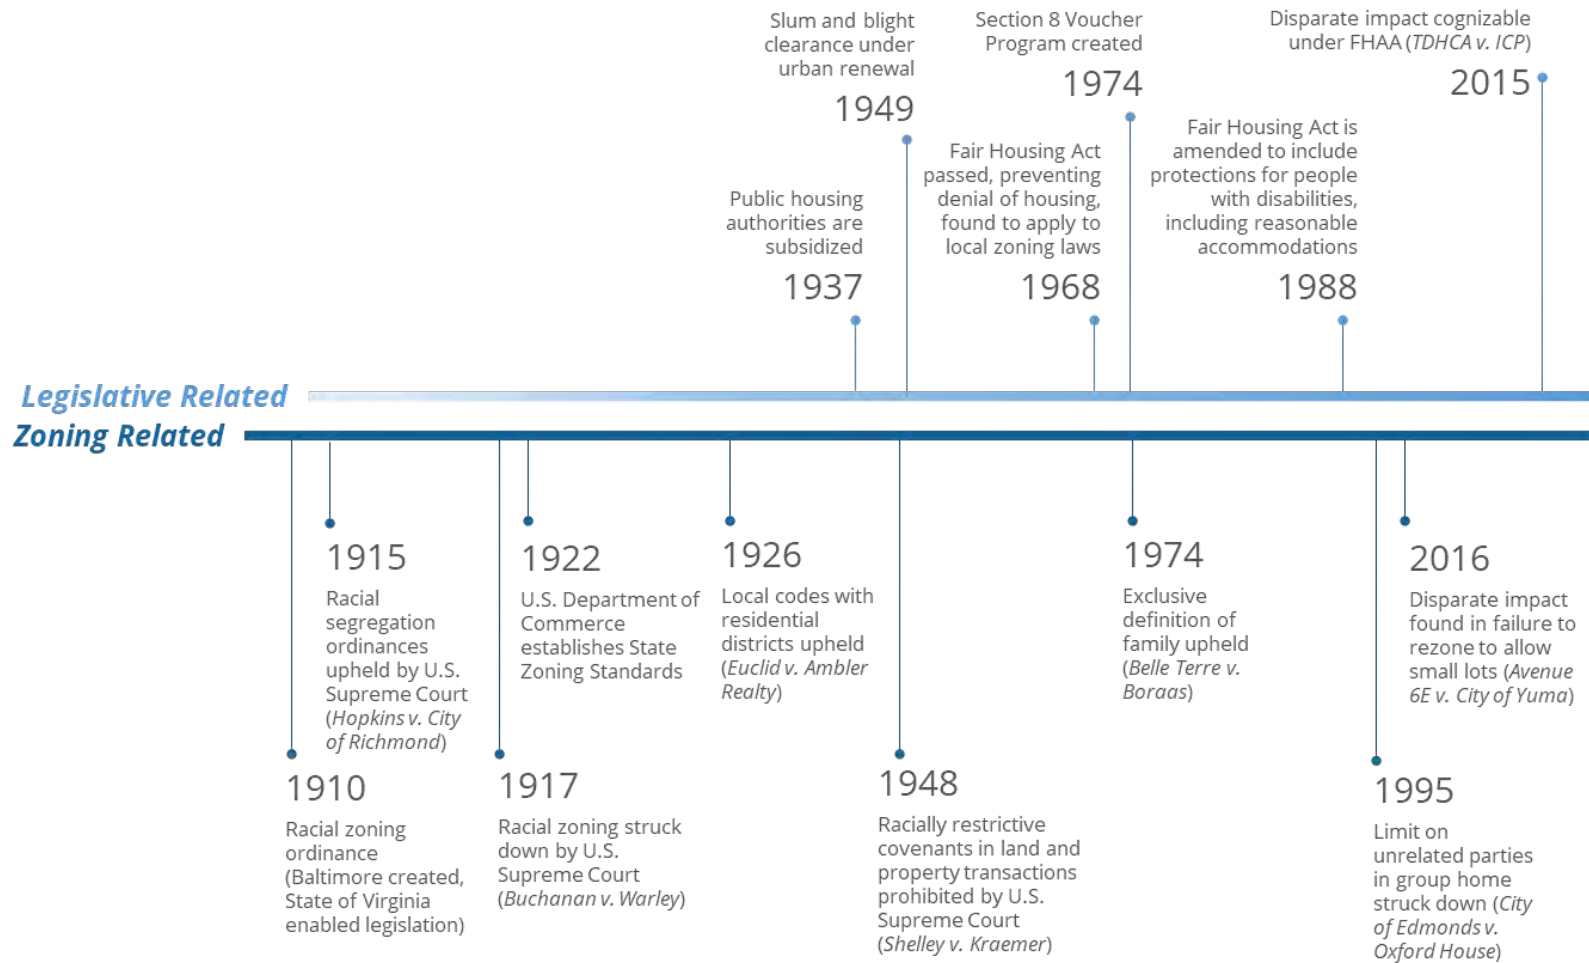 Slum and blight
clearance under
urban renewal
1949
Section 8 Voucher
Program created
1974
Disparate impact cognizable
under FHAA (TDHCA v. ICP)
2015
Public housing
authorities are
subsidized
1937
Fair Housing Act
passed, preventing
denial of housing,
found to apply to
local zoning laws
1968
Fair Housing Act is
amended to include
protections for people
with disabilities,
including reasonable
accommodations
1988
Legislative Related
Zoning Related
1915
Racial
segregation
ordinances
upheld by U.S.
Supreme Court
(Hopkins v. City
of Richmond)
1922
U.S. Department of
Commerce
establishes State
Zoning Standards
1926
Local codes with
residential
districts upheld
(Euclid v. Ambler
Realty)
1974
Exclusive
definition of
family upheld
(Belle Terre v.
Boraas)
2016
Disparate impact
found in failure to
rezone to allow
small lots (Avenue
6E v. City of Yuma)
1910
Racial zoning
ordinance
(Baltimore created,
State of Virginia
enabled legislation)
1917
Racial zoning struck
down by U.S.
Supreme Court
(Buchanan v. Warley)
1948
Racially restrictive
covenants in land and
property transactions
prohibited by U.S.
Supreme Court
(Shelley v. Kraemer)
1995
Limit on
unrelated parties
in group home
struck down (City
of Edmonds v.
Oxford House)